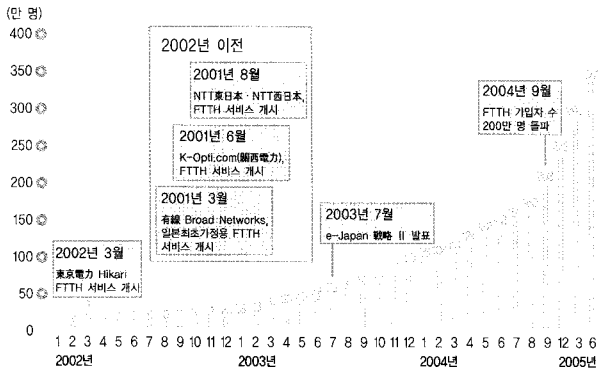 (만 명)
400
350
300
250
200
150
100
50
0
2002년 이전
2001년 8월
NTT東日本 · NTT西日本,
FTTH 서비스 개시
2001년 6월
K-Opti.com(關西電力),
FTTH 서비스 개시
2001년 3월
有線 Broad Networks,
일본최초가정용 FTTH
서비스 개시
2002년 3월
東京電力 Hikari
FTTH 서비스 개시
2003년 7월
e-Japan 戰略 II 발표
2004년 9월
FTTH 가입자 수
200만 명 돌파
1 2 3 4 5 6 7 9 10 11 12 1 2 3 4 5 6 7 8 9 10 11 12 1 2 3 4 5 6 7 8 9 12 3 6
2002년 2003년 2004년 2005년